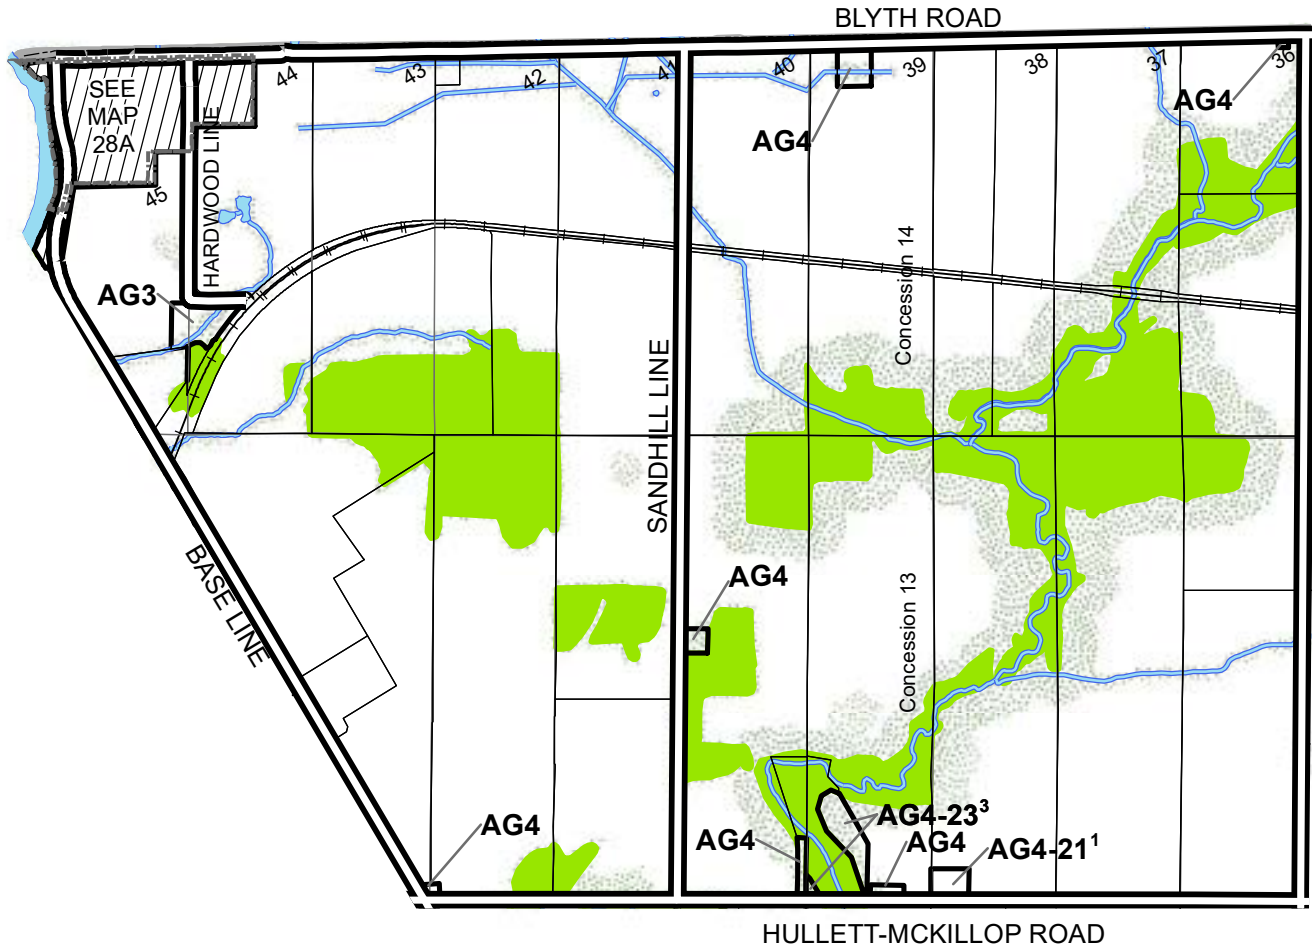 BLYTH ROAD
SEE
MAP
28A
44
43
42
41
40
39
38
37
36
AG4
AG4
45
HARDWOOD LINE
AG3
Concession 14
SANDHILL LINE
BASE LINE
AG4
Concession 13
AG4
AG4
AG4-23³
AG4
AG4-21¹
HULLETT-MCKILLOP ROAD